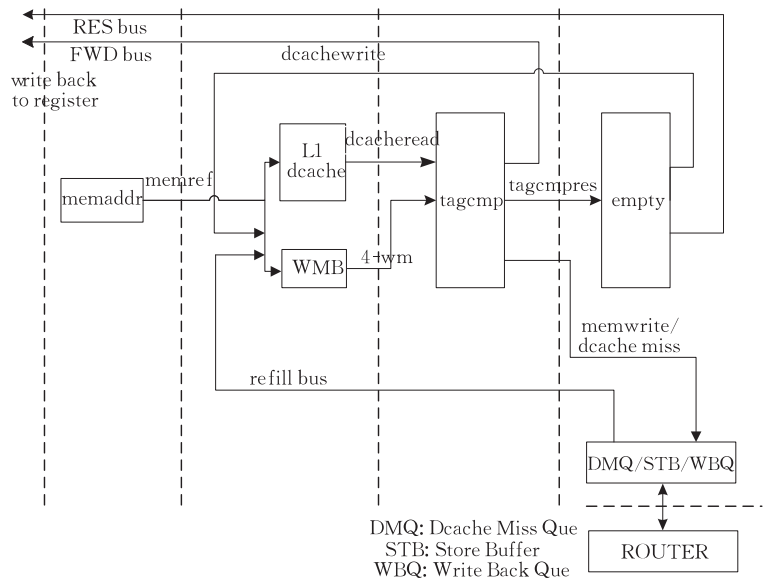 RES bus
FWD bus
dcachewrite
write back
to register
L1
dcache
dcacheread
memref
memaddr
tagcmp
tagcmpres
empty
WMB
4-wm
memwrite/
dcache miss
refill bus
DMQ/STB/WBQ
DMQ: Dcache Miss Que
STB: Store Buffer
WBQ: Write Back Que
ROUTER